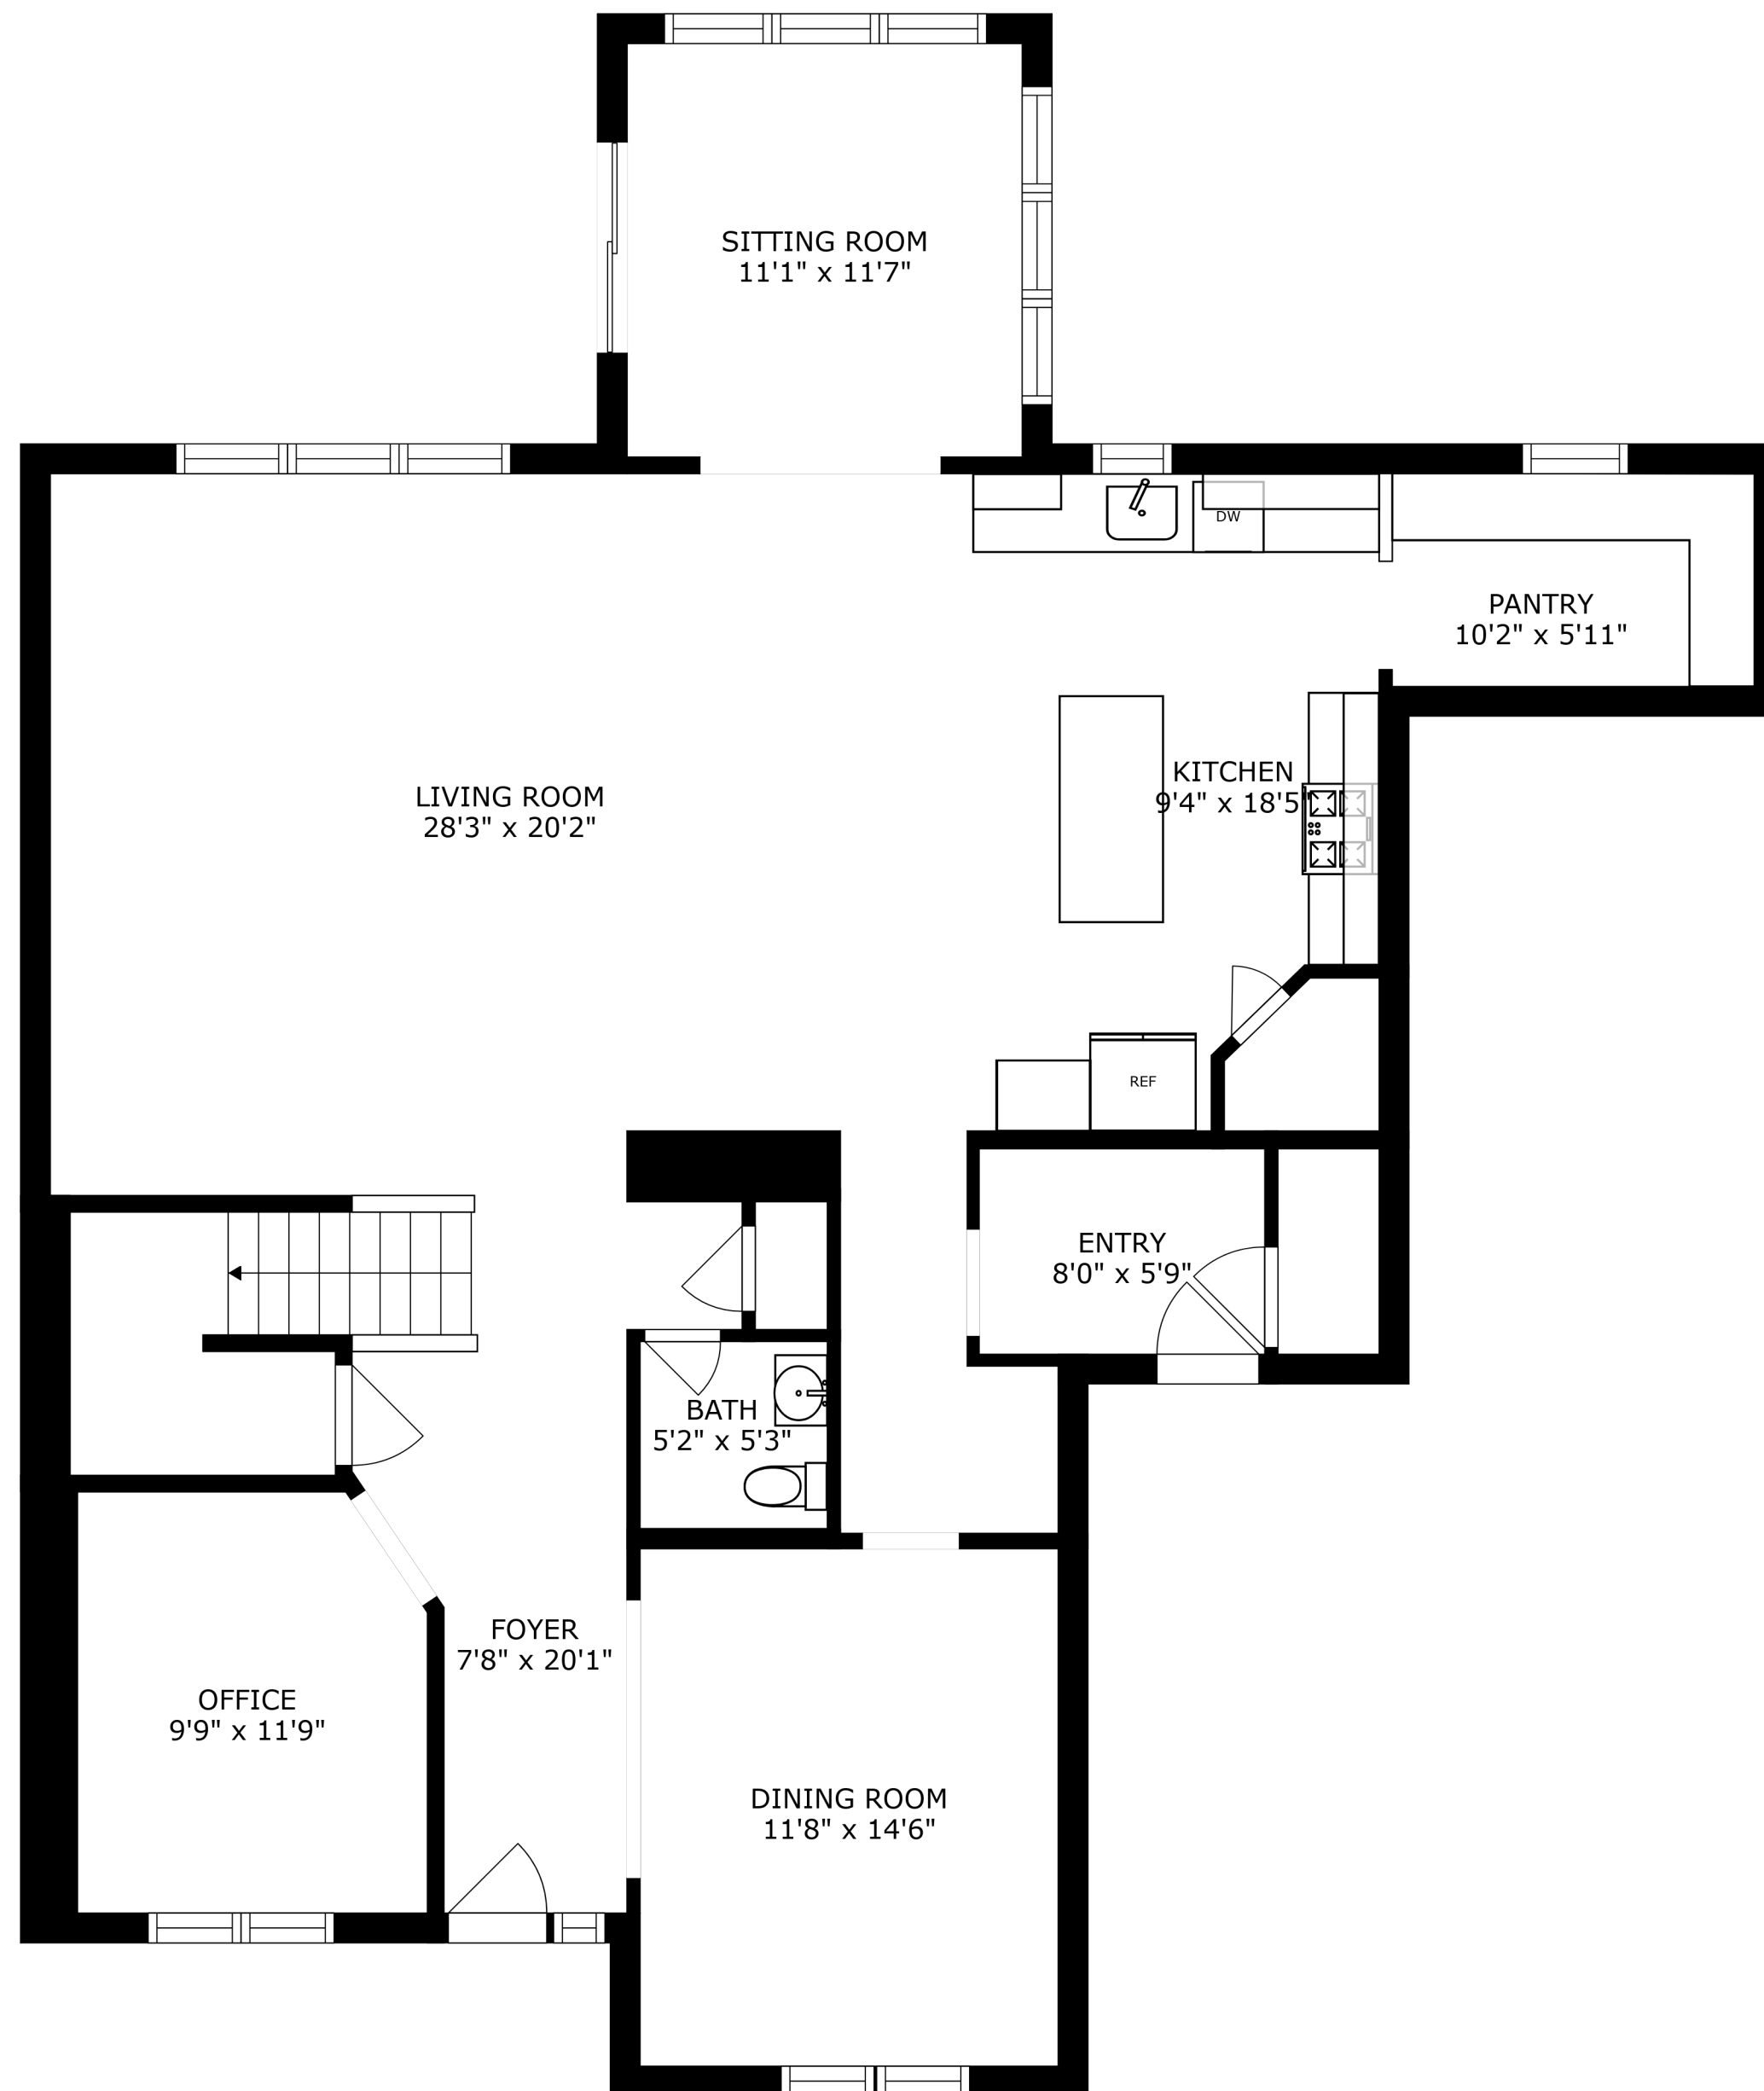 SITTING ROOM
11'1" x 11'7"
DW
PANTRY
10'2" x 5'11"
KITCHEN
9'4" x 18'5"
LIVING ROOM
28'3" x 20'2"
REF
ENTRY
8'0" x 5'9"
BATH
5'2" x 5'3"
FOYER
7'8" x 20'1"
OFFICE
9'9" x 11'9"
DINING ROOM
11'8" x 14'6"